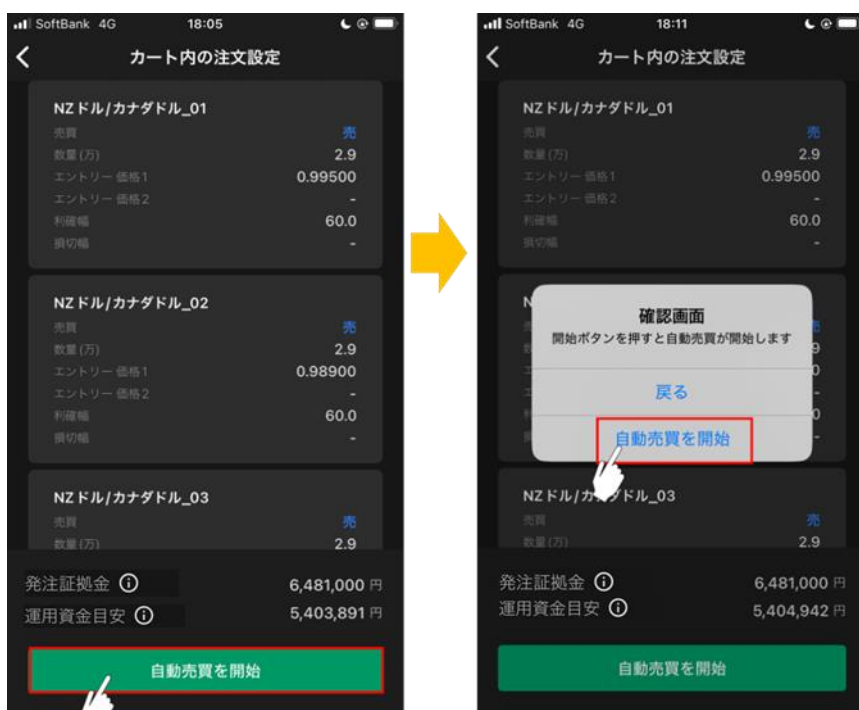 SoftBank 4G 18:05
カート内の注文設定
NZドル/カナダドル_01
売買 売
数量(万) 2.9
エントリー価格1 0.99500
エントリー価格2 -
利確幅 60.0
損切幅 -
NZドル/カナダドル_02
売買 売
数量(万) 2.9
エントリー価格1 0.98900
エントリー価格2 -
利確幅 60.0
損切幅 -
NZドル/カナダドル_03
売買 売
数量(万) 2.9
発注証拠金 6,481,000 円
運用資金目安 5,403,891 円
自動売買を開始
SoftBank 4G 18:11
カート内の注文設定
NZドル/カナダドル_01
売買 売
数量(万) 2.9
エントリー価格1 0.99500
エントリー価格2 -
利確幅 60.0
損切幅 -
確認画面
開始ボタンを押すと自動売買が開始します
戻る
自動売買を開始
NZドル/カナダドル_03
売買 売
数量(万) 2.9
発注証拠金 6,481,000 円
運用資金目安 5,404,942 円
自動売買を開始